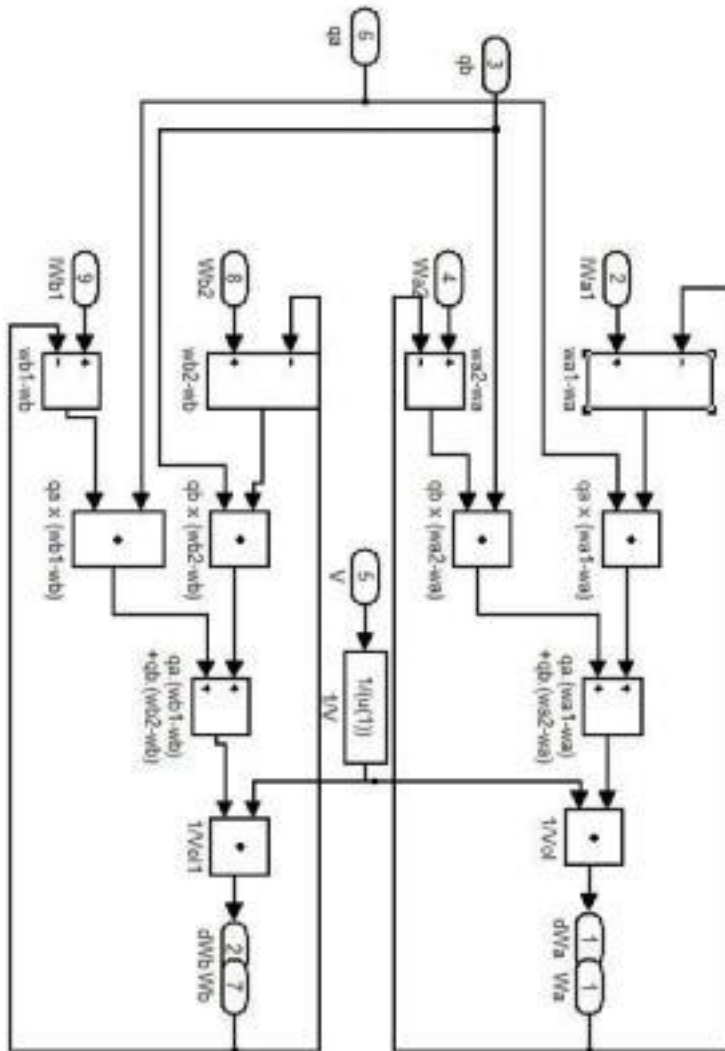 6
qa
3
qb
9
IWb1
8
Wb2
4
Wa2
2
IWa1
+
-
wb1-wb
+
-
wb2-wb
+
-
wa2-wa
+
-
wa1-wa
qa x (wb1-wb)
qb x (wb2-wb)
qb x (wa2-wa)
qa x (wa1-wa)
5
V
1/(u(1))
1/V
+
+
qa (wb1-wb)
+qb (wb2-wb)
+
+
qa (wa1-wa)
+qb (wa2-wa)
1/Vol1
1/Vol
2
dWb
7
Wb
1
dWa
1
Wa